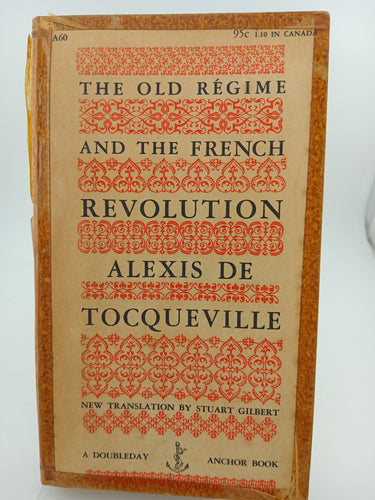 A60 95c 1.10 IN CANADA
THE OLD RÉGIME
AND THE FRENCH
REVOLUTION
ALEXIS DE
TOCQUEVILLE
NEW TRANSLATION BY STUART GILBERT
A DOUBLEDAY ANCHOR BOOK